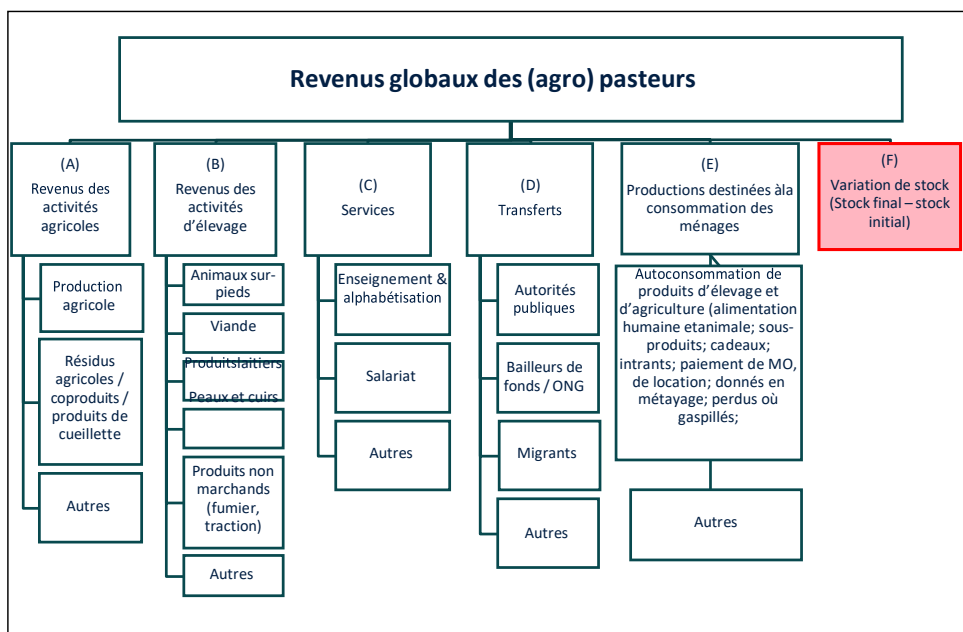 Revenus globaux des (agro) pasteurs
(A)
Revenus des
activités
agricoles
Production
agricole
Résidus
agricoles /
coproduits /
produits de
cueillette
Autres
(B)
Revenus des
activités
d’élevage
Animaux sur-
pieds
Viande
Produitslaitiers
Peaux et cuirs
Produits non
marchands
(fumier,
traction)
Autres
(C)
Services
Enseignement &
alphabétisation
Salariat
Autres
(D)
Transferts
Autorités
publiques
Bailleurs de
fonds / ONG
Migrants
Autres
(E)
Productions destinées àla
consommation des
ménages
Autoconsommation de
produits d’élevage et
d’agriculture (alimentation
humaine etanimale; sous-
produits; cadeaux;
intrants; paiement de MO,
de location; donnés en
métayage; perdus où
gaspillés;
Autres
(F)
Variation de stock
(Stock final – stock
initial)